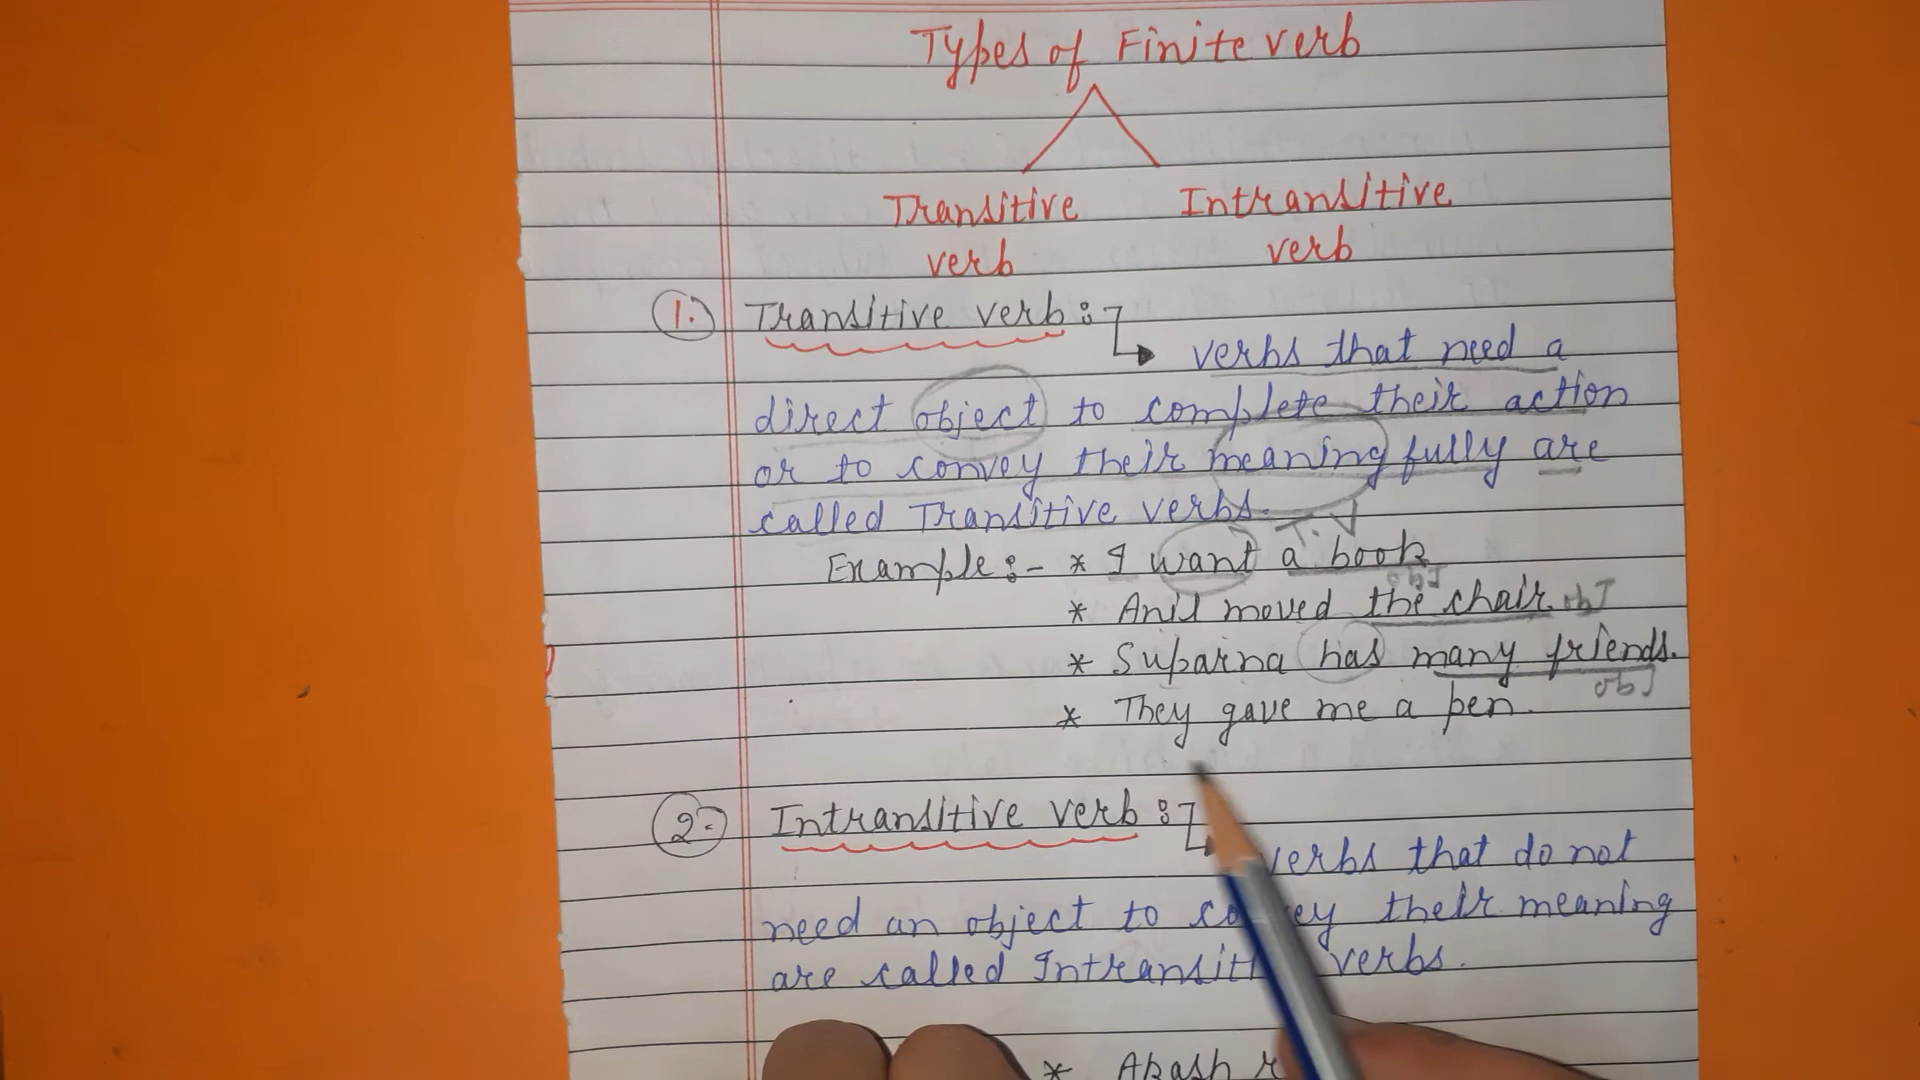 Types of Finite verb
Transitive Intransitive
verb verb
1. Transitive verb :
verbs that need a
direct object to complete their action
or to convey their meaning fully are
called Transitive verbs.
Example :- * I want a book
obj
* Anil moved the chair. obj
* Suparna has many friends.
obj
* They gave me a pen.
2. Intransitive verb :
verbs that do not
need an object to their meaning
are called verbs.
* Akash